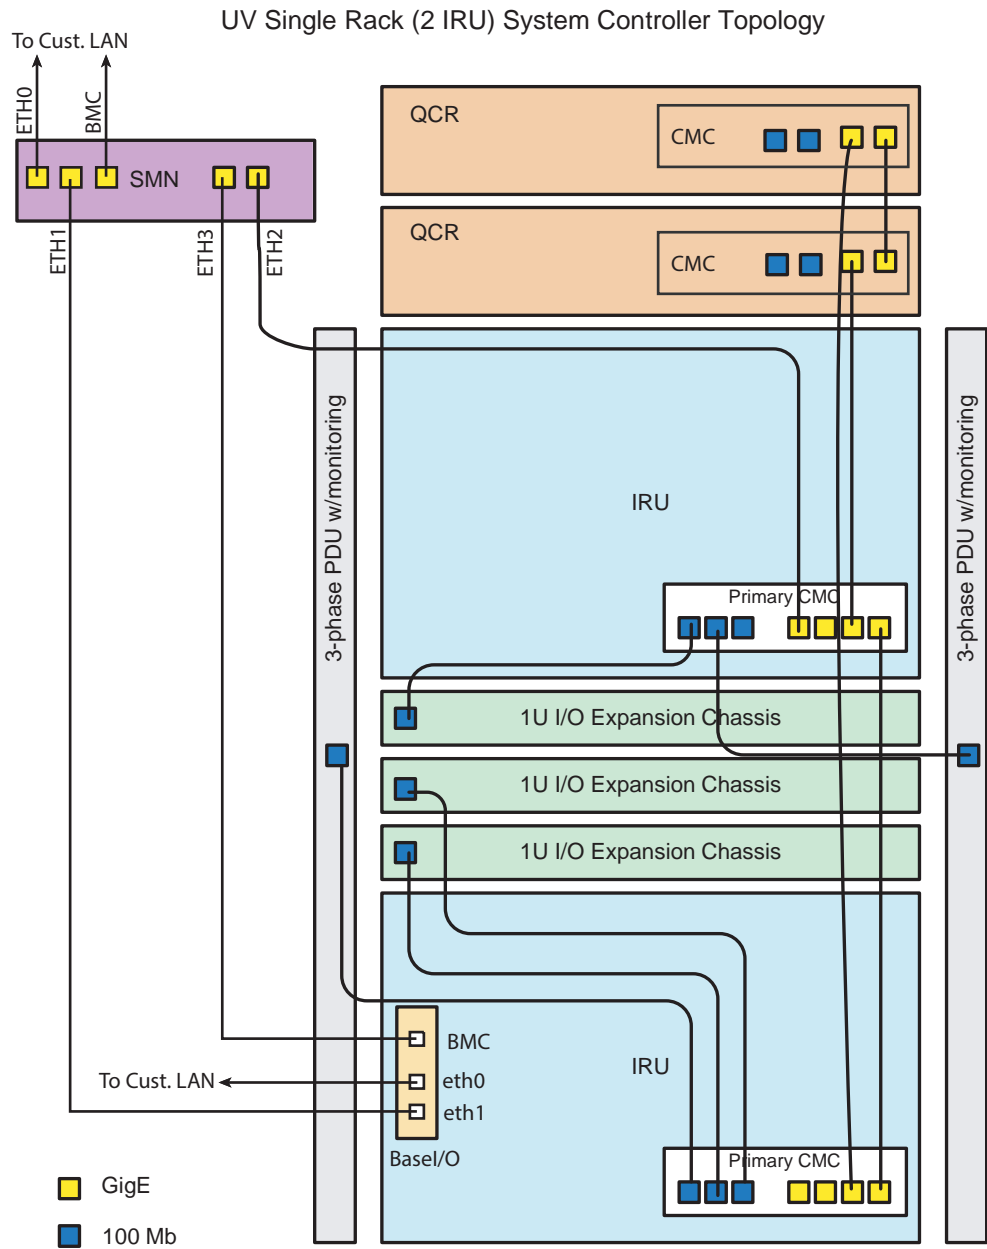 UV Single Rack (2 IRU) System Controller Topology
To Cust. LAN
ETH0
BMC
SMN
ETH1
ETH3
ETH2
QCR
CMC
QCR
CMC
3-phase PDU w/monitoring
3-phase PDU w/monitoring
IRU
Primary CMC
1U I/O Expansion Chassis
1U I/O Expansion Chassis
1U I/O Expansion Chassis
BMC
IRU
To Cust. LAN
eth0
eth1
BaseI/O
Primary CMC
GigE
100 Mb